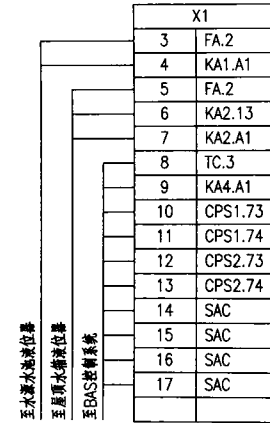 X1
3 FA.2
4 KA1.A1
5 FA.2
6 KA2.13
7 KA2.A1
8 TC.3
9 KA4.A1
10 CPS1.73
11 CPS1.74
12 CPS2.73
13 CPS2.74
14 SAC
15 SAC
16 SAC
17 SAC
至水源水池液位器
至屋顶水箱液位器
至BAS控制系统